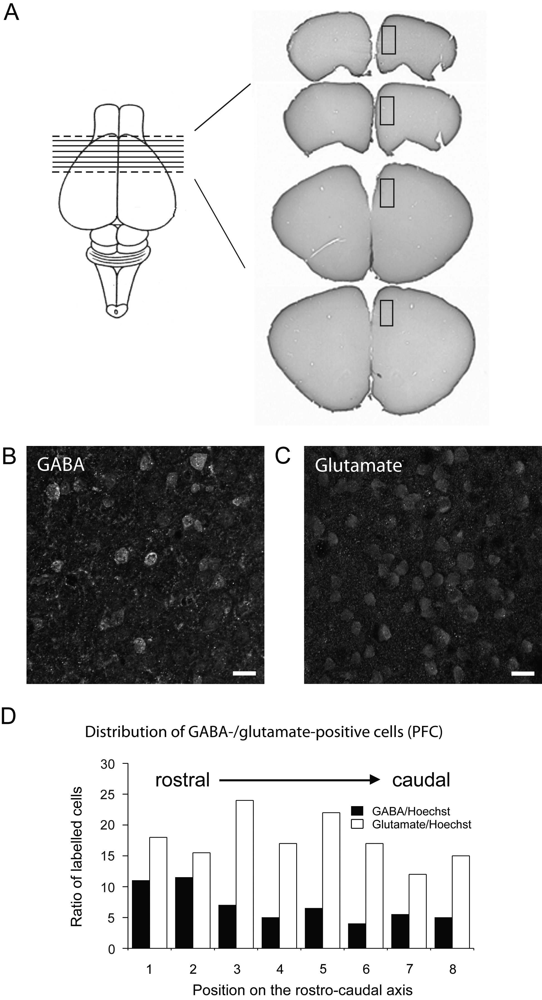 A
B
GABA
C
Glutamate
D
Distribution of GABA-/glutamate-positive cells (PFC)
30
25
20
15
10
5
0
Ratio of labelled cells
rostral
caudal
GABA/Hoechst
Glutamate/Hoechst
1 2 3 4 5 6 7 8
Position on the rostro-caudal axis